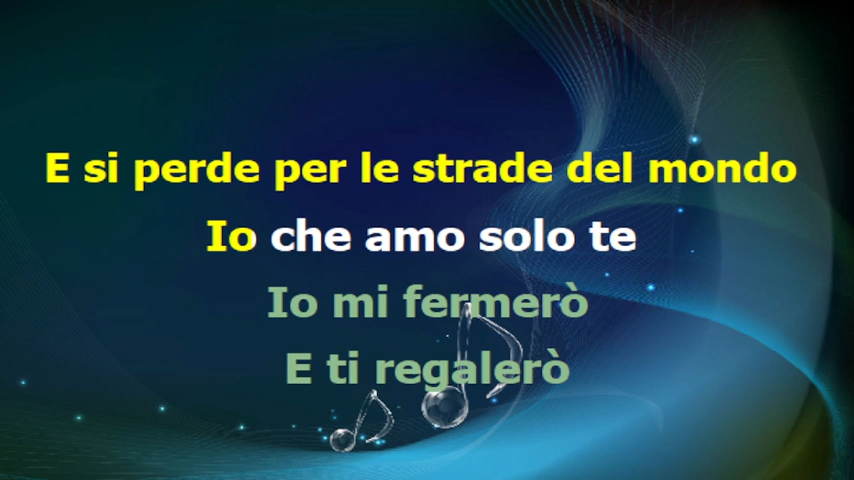 E si perde per le strade del mondo
Io che amo solo te
Io mi fermerò
E ti regalerò